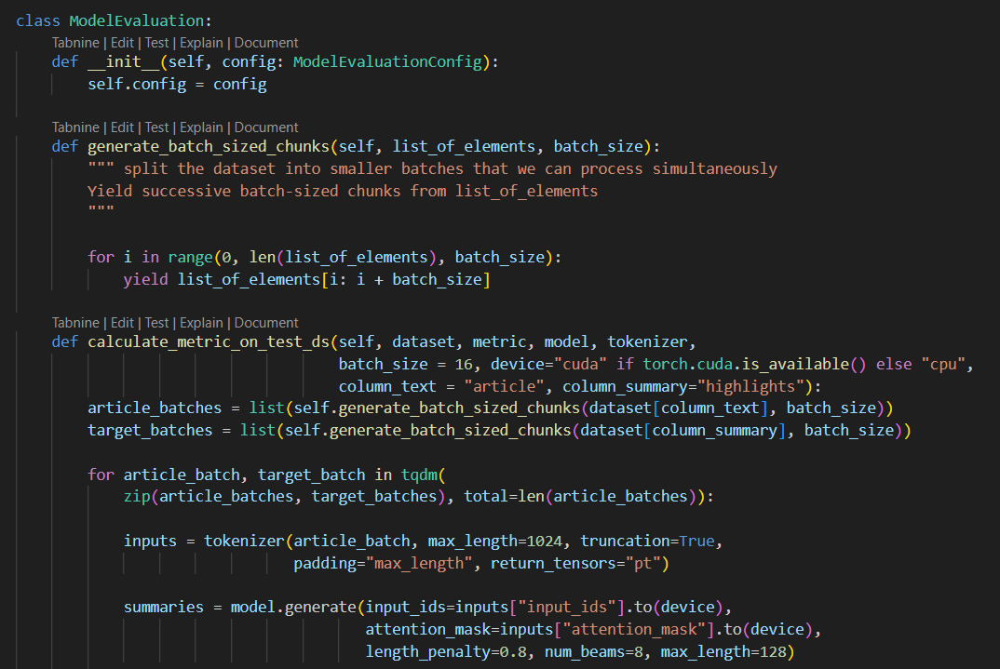 class ModelEvaluation:
Tabnine | Edit | Test | Explain | Document
def __init__(self, config: ModelEvaluationConfig):
self.config = config
Tabnine | Edit | Test | Explain | Document
def generate_batch_sized_chunks(self, list_of_elements, batch_size):
""" split the dataset into smaller batches that we can process simultaneously
Yield successive batch-sized chunks from list_of_elements
"""
for i in range(0, len(list_of_elements), batch_size):
yield list_of_elements[i: i + batch_size]
Tabnine | Edit | Test | Explain | Document
def calculate_metric_on_test_ds(self, dataset, metric, model, tokenizer,
batch_size = 16, device="cuda" if torch.cuda.is_available() else "cpu",
column_text = "article", column_summary="highlights"):
article_batches = list(self.generate_batch_sized_chunks(dataset[column_text], batch_size))
target_batches = list(self.generate_batch_sized_chunks(dataset[column_summary], batch_size))
for article_batch, target_batch in tqdm(
zip(article_batches, target_batches), total=len(article_batches)):
inputs = tokenizer(article_batch, max_length=1024, truncation=True,
padding="max_length", return_tensors="pt")
summaries = model.generate(input_ids=inputs["input_ids"].to(device),
attention_mask=inputs["attention_mask"].to(device),
length_penalty=0.8, num_beams=8, max_length=128)